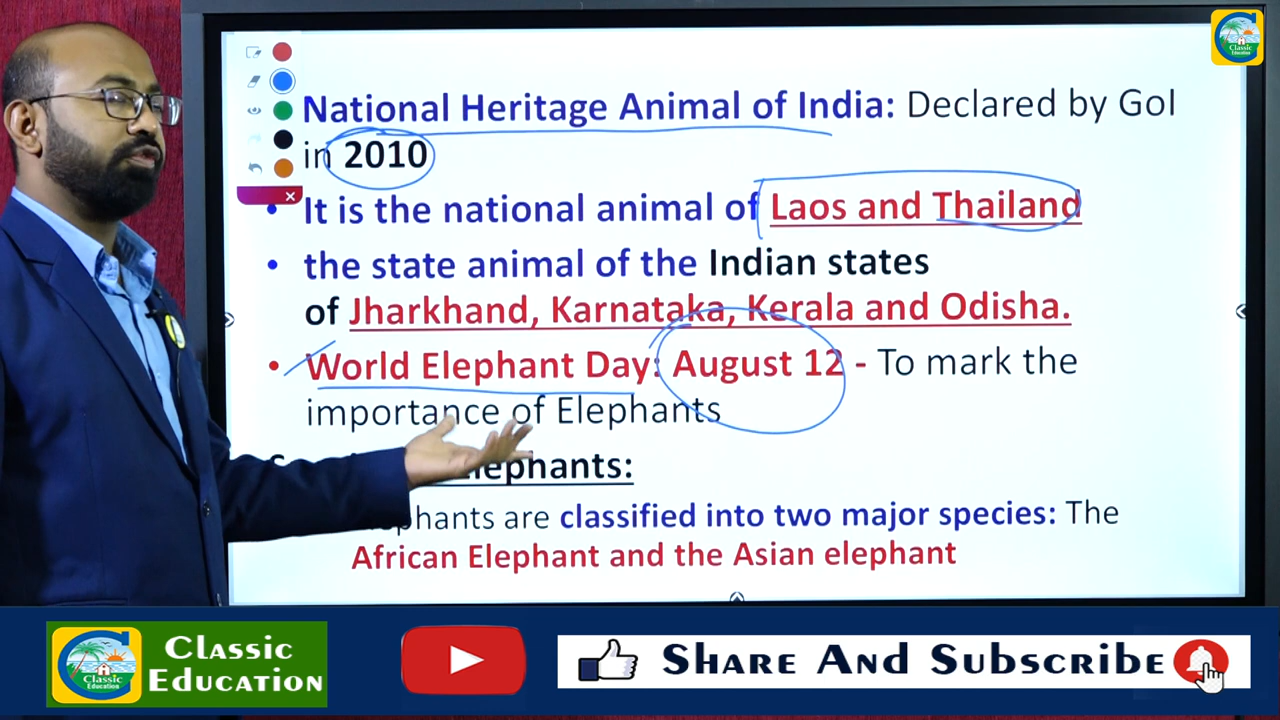 Classic
Education
National Heritage Animal of India: Declared by GoI
in 2010
• It is the national animal of Laos and Thailand
• the state animal of the Indian states
of Jharkhand, Karnataka, Kerala and Odisha.
• World Elephant Day: August 12 - To mark the
importance of Elephants
Elephants:
are classified into two major species: The
African Elephant and the Asian elephant
Classic
Education
Classic
Education
Share And Subscribe